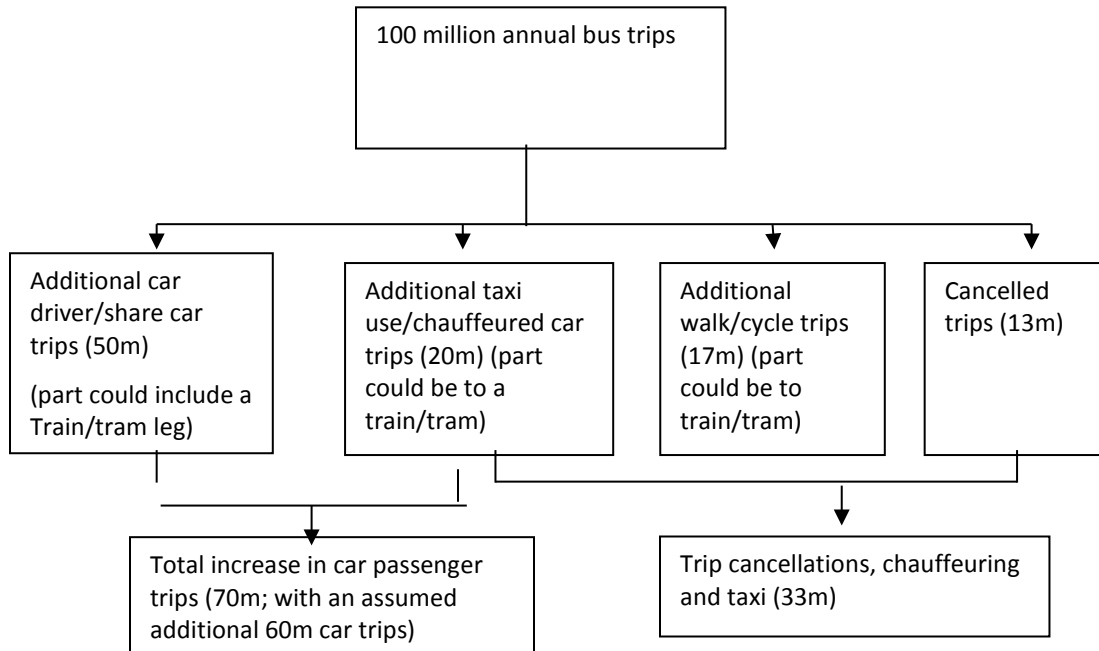 100 million annual bus trips
Additional car
driver/share car
trips (50m)
(part could include a
Train/tram leg)
Additional taxi
use/chauffeured car
trips (20m) (part
could be to a
train/tram)
Additional
walk/cycle trips
(17m) (part
could be to
train/tram)
Cancelled
trips (13m)
Total increase in car passenger
trips (70m; with an assumed
additional 60m car trips)
Trip cancellations, chauffeuring
and taxi (33m)